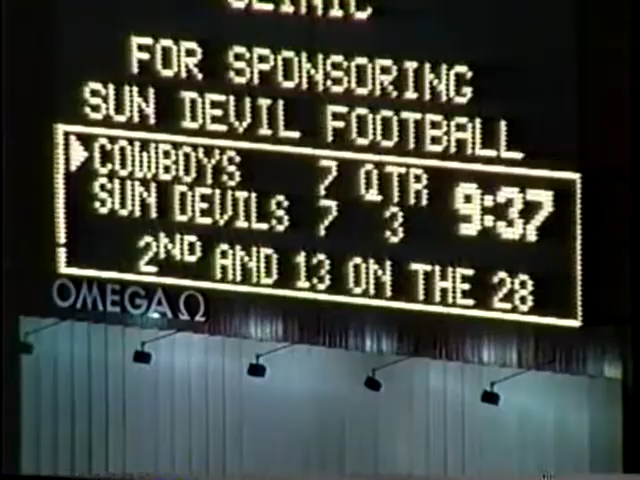 CLINIC
FOR SPONSORING
SUN DEVIL FOOTBALL
COWBOYS 7 QTR 9:37
SUN DEVILS 7 3
2ND AND 13 ON THE 28
OMEGA Ω